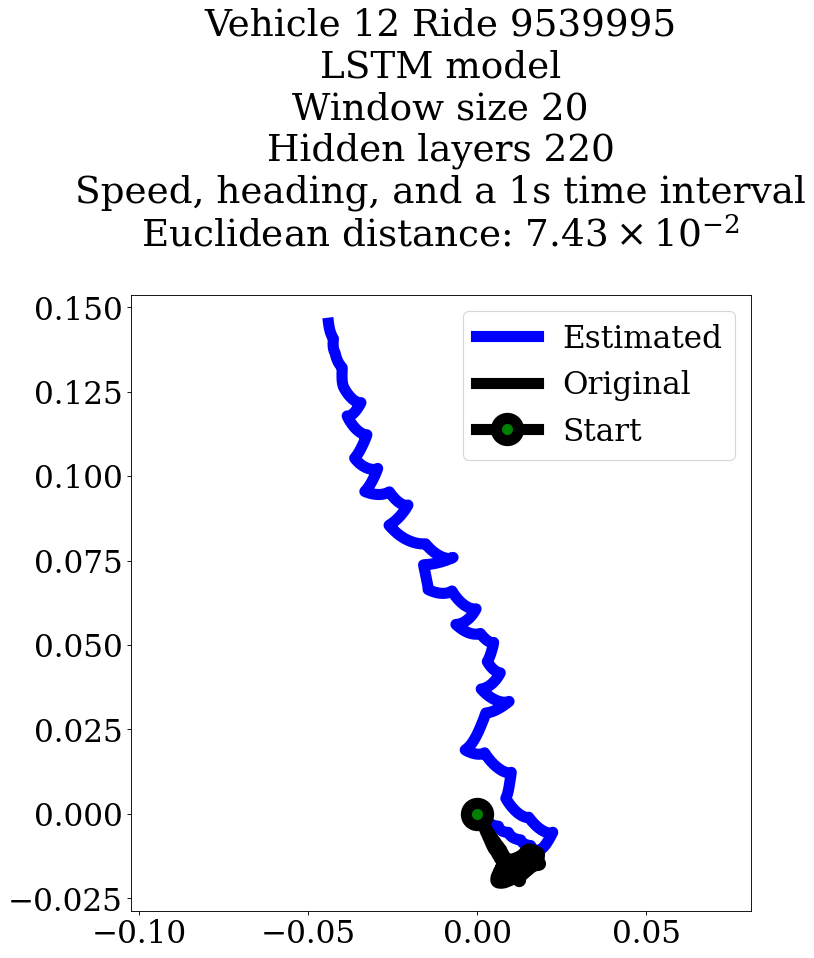 Vehicle 12 Ride 9539995
LSTM model
Window size 20
Hidden layers 220
Speed, heading, and a 1s time interval
Euclidean distance: 7.43 × 10⁻²
0.150
0.125
0.100
0.075
0.050
0.025
0.000
−0.025
Estimated
Original
Start
−0.10
−0.05
0.00
0.05